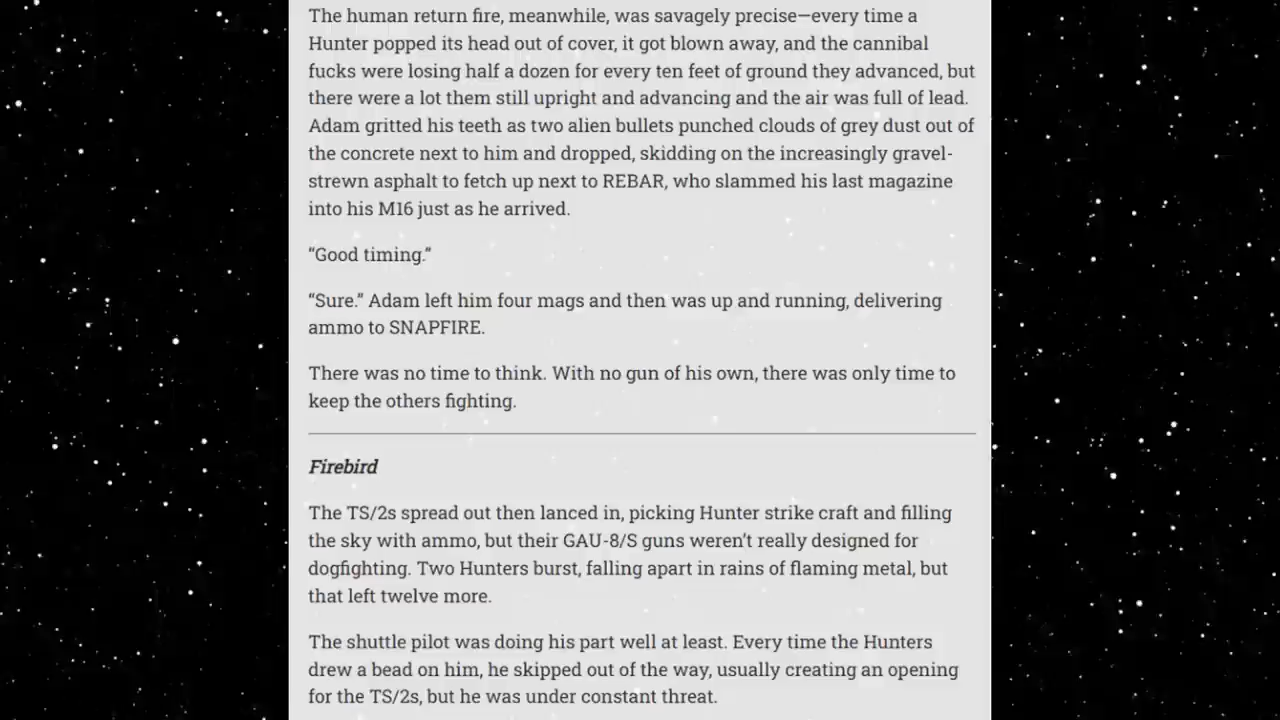 The human return fire, meanwhile, was savagely precise—every time a
Hunter popped its head out of cover, it got blown away, and the cannibal
fucks were losing half a dozen for every ten feet of ground they advanced, but
there were a lot them still upright and advancing and the air was full of lead.
Adam gritted his teeth as two alien bullets punched clouds of grey dust out of
the concrete next to him and dropped, skidding on the increasingly gravel-
strewn asphalt to fetch up next to REBAR, who slammed his last magazine
into his M16 just as he arrived.
“Good timing.”
“Sure.” Adam left him four mags and then was up and running, delivering
ammo to SNAPFIRE.
There was no time to think. With no gun of his own, there was only time to
keep the others fighting.
Firebird
The TS/2s spread out then lanced in, picking Hunter strike craft and filling
the sky with ammo, but their GAU-8/S guns weren’t really designed for
dogfighting. Two Hunters burst, falling apart in rains of flaming metal, but
that left twelve more.
The shuttle pilot was doing his part well at least. Every time the Hunters
drew a bead on him, he skipped out of the way, usually creating an opening
for the TS/2s, but he was under constant threat.